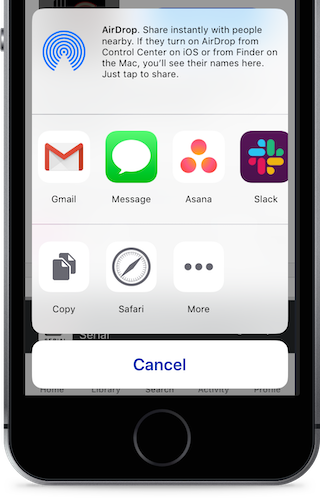 AirDrop. Share instantly with people
nearby. If they turn on AirDrop from
Control Center on iOS or from Finder on
the Mac, you’ll see their names here.
Just tap to share.
Gmail Message Asana Slack
Copy Safari More
Serial
Cancel
Home Library Search Activity Profile